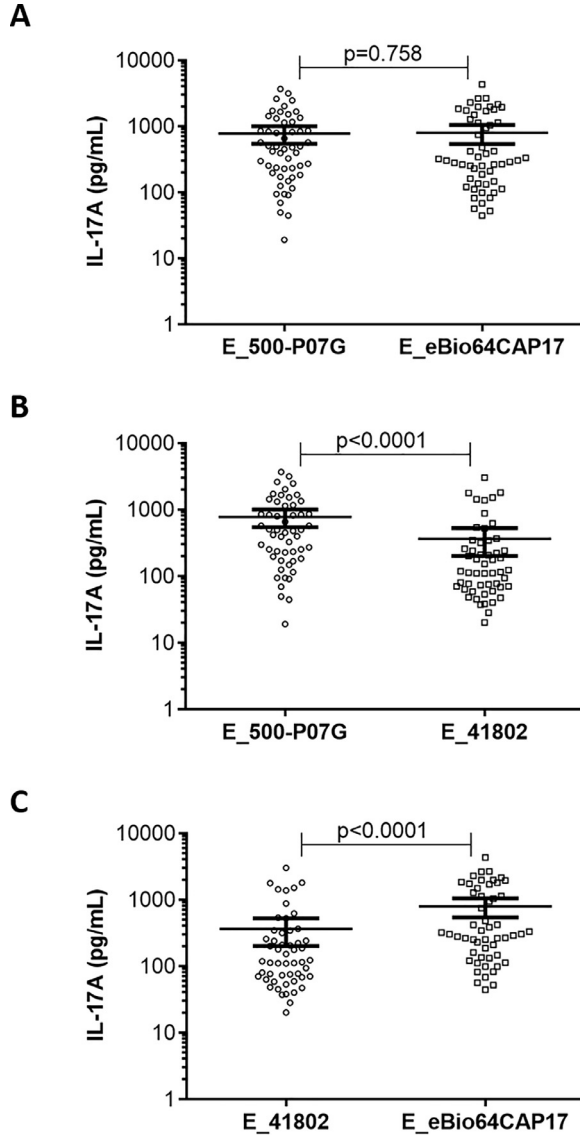 A
p=0.758
10000
1000
100
10
1
IL-17A (pg/mL)
E_500-P07G E_eBio64CAP17
B
p<0.0001
10000
1000
100
10
1
IL-17A (pg/mL)
E_500-P07G E_41802
C
p<0.0001
10000
1000
100
10
1
IL-17A (pg/mL)
E_41802 E_eBio64CAP17